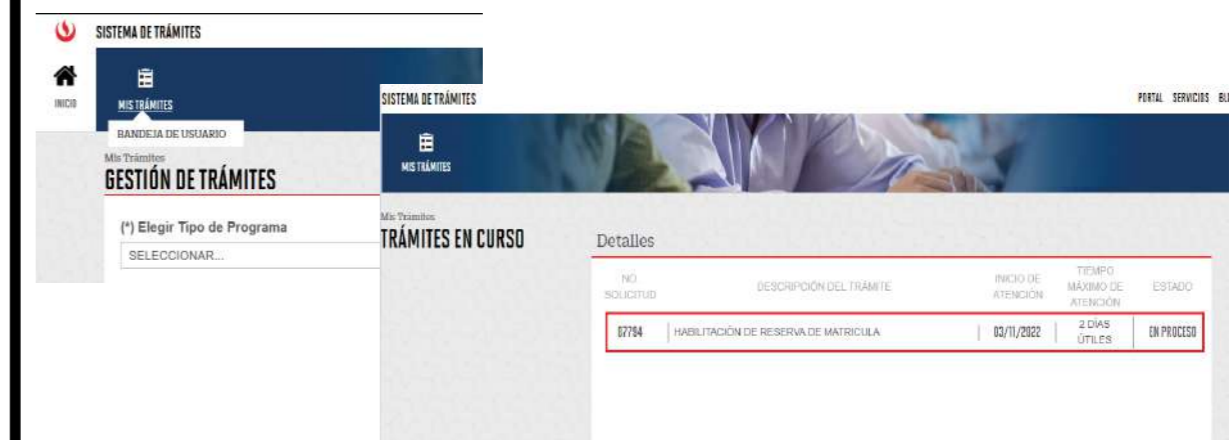 SISTEMA DE TRÁMITES
INICIO
MIS TRÁMITES
BANDEJA DE USUARIO
Mis Trámites
GESTIÓN DE TRÁMITES
(*) Elegir Tipo de Programa
SELECCIONAR...
SISTEMA DE TRÁMITES
PORTAL SERVICIOS
MIS TRÁMITES
Mis Trámites
TRÁMITES EN CURSO
Detalles
NO SOLICITUD
DESCRIPCIÓN DEL TRÁMITE
INICIO DE ATENCIÓN
TIEMPO MÁXIMO DE ATENCIÓN
ESTADO
07794
HABILITACIÓN DE RESERVA DE MATRICULA
03/11/2022
2 DÍAS ÚTILES
EN PROCESO